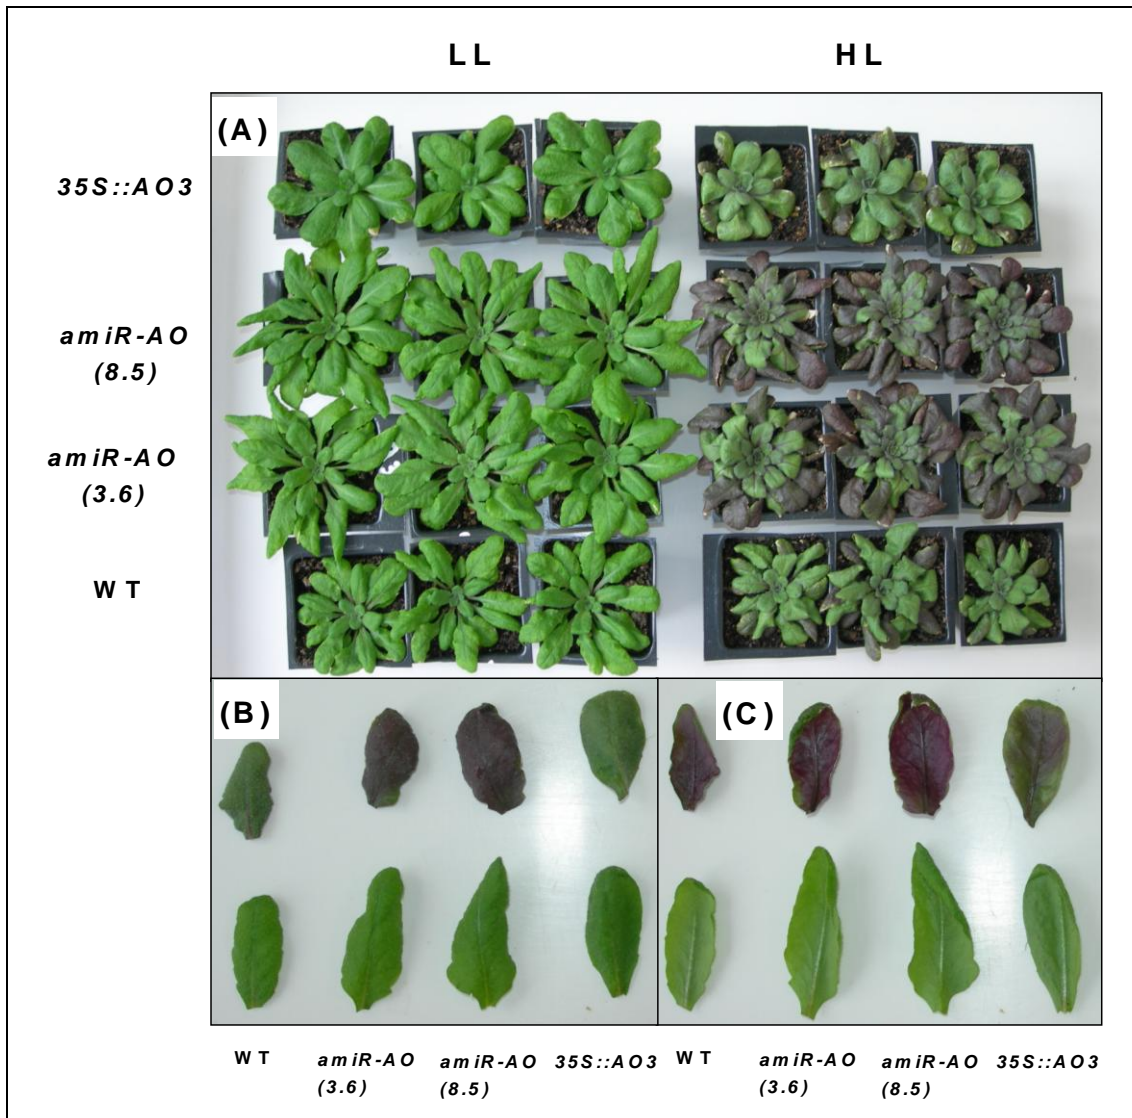 LL HL
(A)
35S::AO3
amiR-AO
(8.5)
amiR-AO
(3.6)
WT
(B) (C)
WT amiR-AO amiR-AO 35S::AO3 WT amiR-AO amiR-AO 35S::AO3
(3.6) (8.5) (3.6) (8.5)